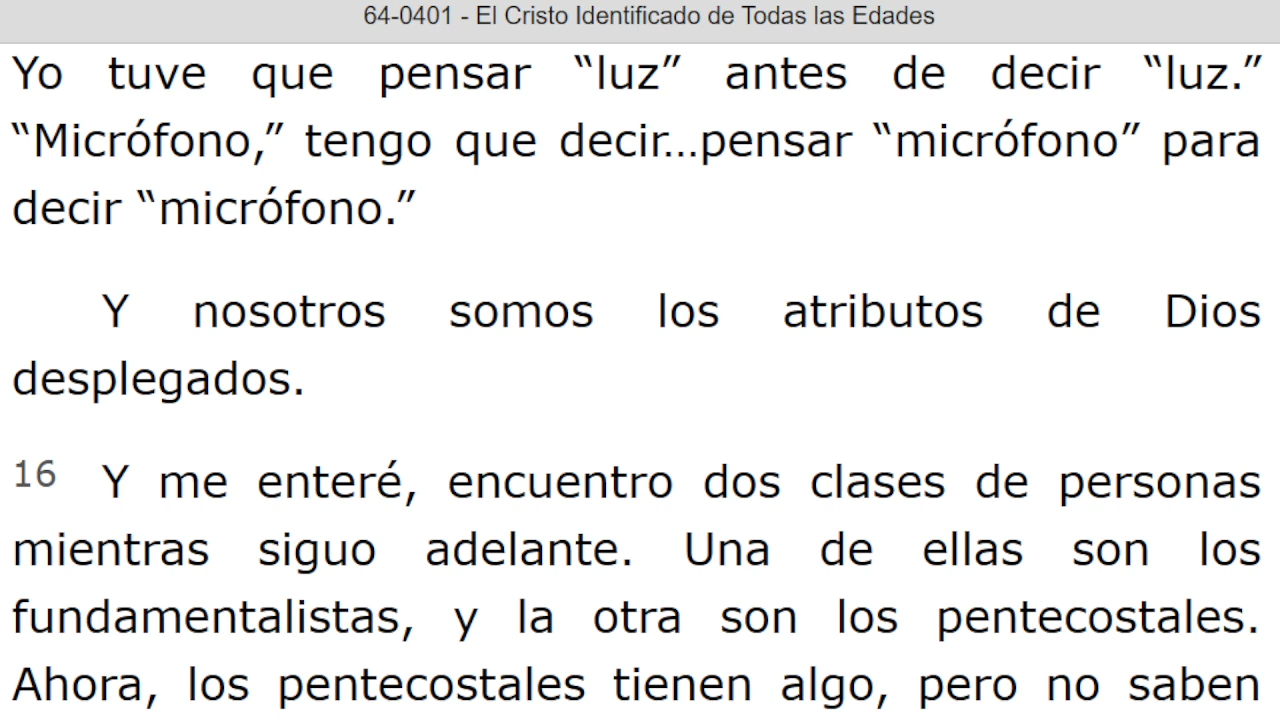 64-0401 - El Cristo Identificado de Todas las Edades
Yo tuve que pensar “luz” antes de decir “luz.”
“Micrófono,” tengo que decir...pensar “micrófono” para
decir “micrófono.”
Y nosotros somos los atributos de Dios
desplegados.
16 Y me enteré, encuentro dos clases de personas
mientras siguo adelante. Una de ellas son los
fundamentalistas, y la otra son los pentecostales.
Ahora, los pentecostales tienen algo, pero no saben